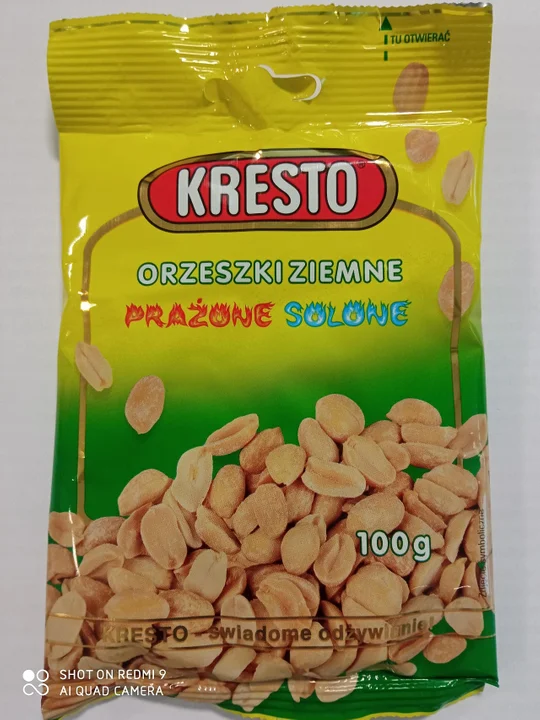 TU OTWIERAĆ
KRESTO
ORZESZKI ZIEMNE
PRAŻONE SOLONE
100g
KRESTO - świadome odżywianie!
SHOT ON REDMI 9
AI QUAD CAMERA